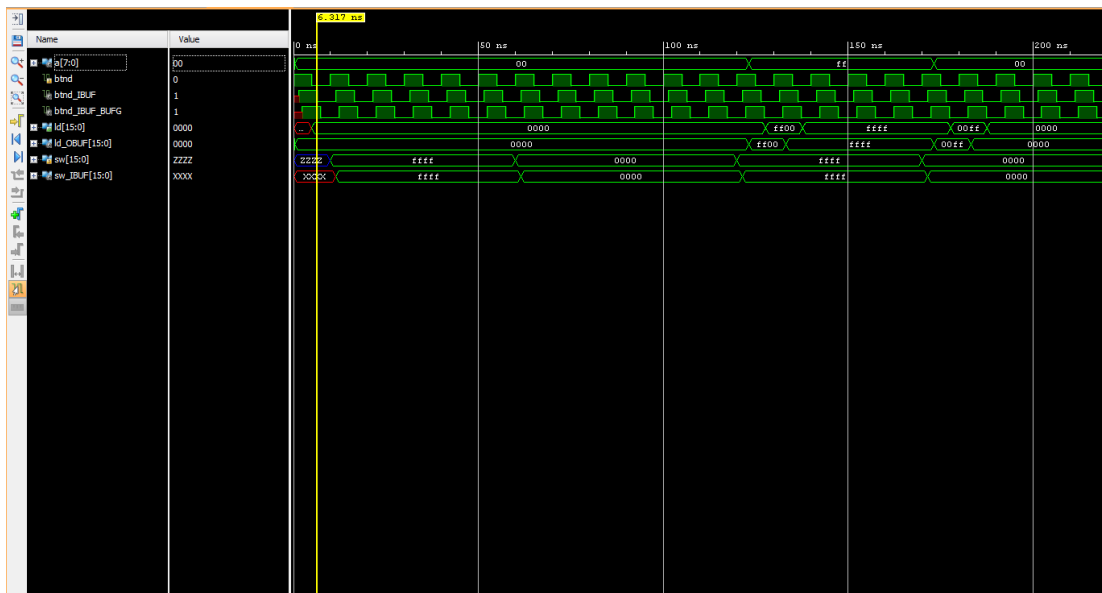 6.317 ns
Name Value
0 ns 50 ns 100 ns 150 ns 200 ns
a[7:0] 00 00 ff 00
btnd 0
btnd_IBUF 1
btnd_IBUF_BUFG 1
ld[15:0] 0000 .. 0000 ff00 ffff 00ff 0000
ld_OBUF[15:0] 0000 0000 ff00 ffff 00ff 0000
sw[15:0] ZZZZ ZZZZ ffff 0000 ffff 0000
sw_IBUF[15:0] XXXX XXXX ffff 0000 ffff 0000